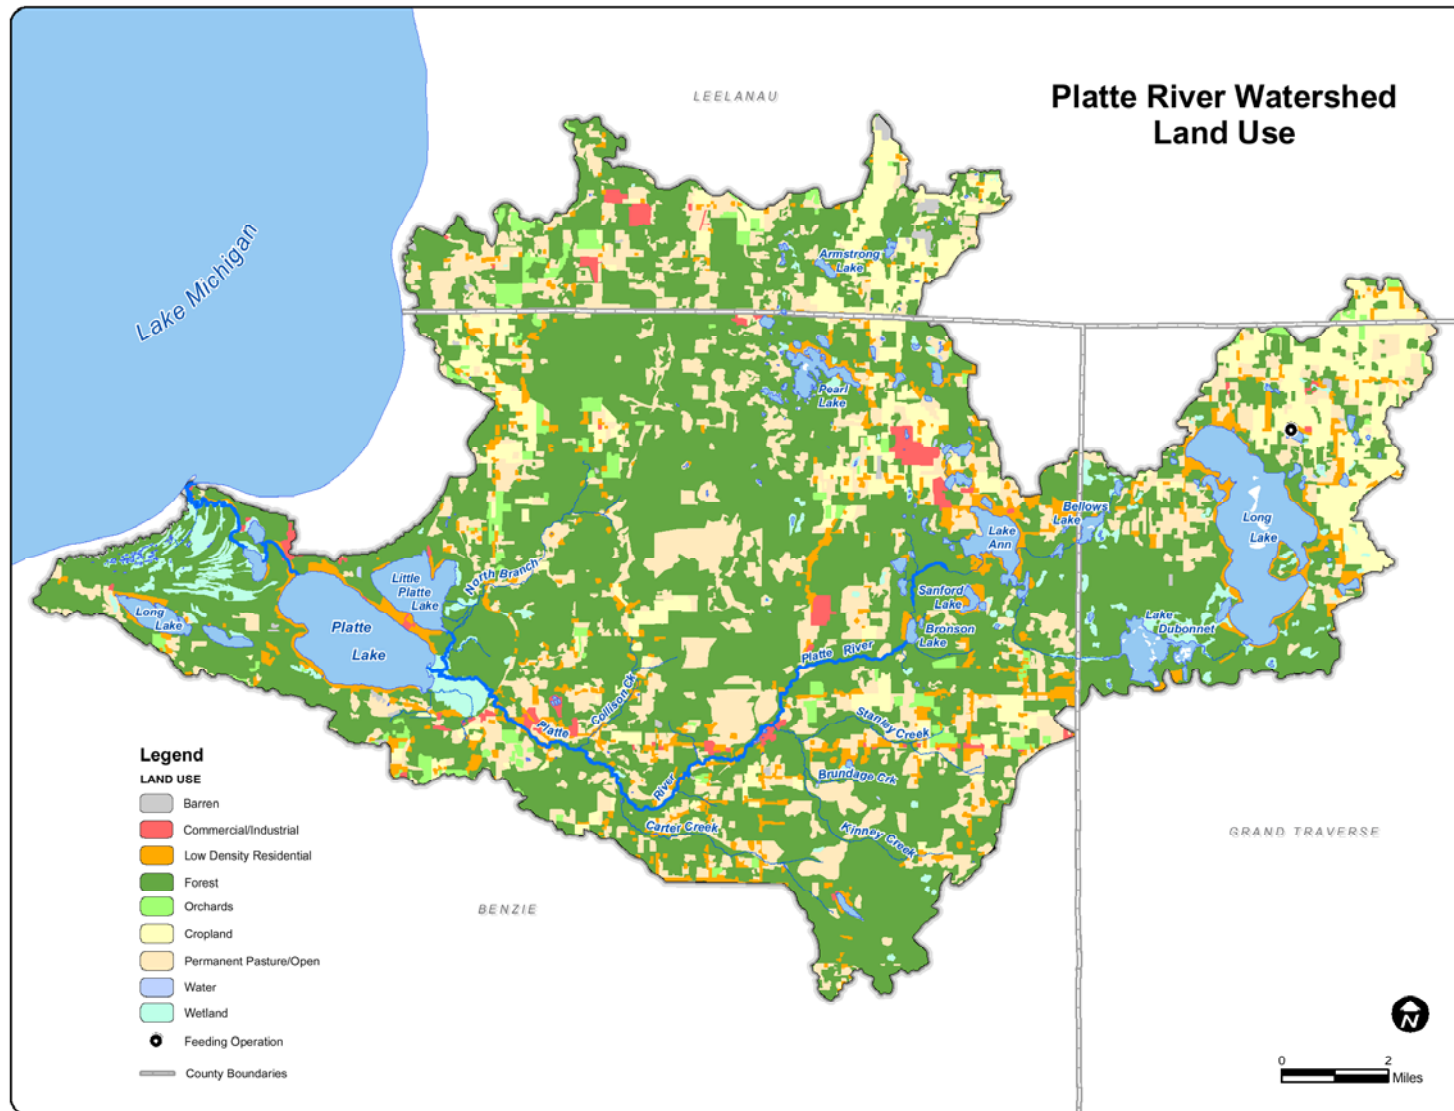 LEELANAU
Platte River Watershed
Land Use
Lake Michigan
Armstrong
Lake
Pearl
Lake
Bellows
Lake
Lake
Ann
Long
Lake
North Branch
Little
Platte
Lake
Sanford
Lake
Long
Lake
Platte
Lake
Bronson
Lake
Lake
Dubonnet
Platte River
Collison Ck
Platte
River
Stanley Creek
Brundage Crk
Carter Creek
Kinney Creek
GRAND TRAVERSE
BENZIE
Legend
LAND USE
Barren
Commercial/Industrial
Low Density Residential
Forest
Orchards
Cropland
Permanent Pasture/Open
Water
Wetland
Feeding Operation
County Boundaries
N
0 2
Miles